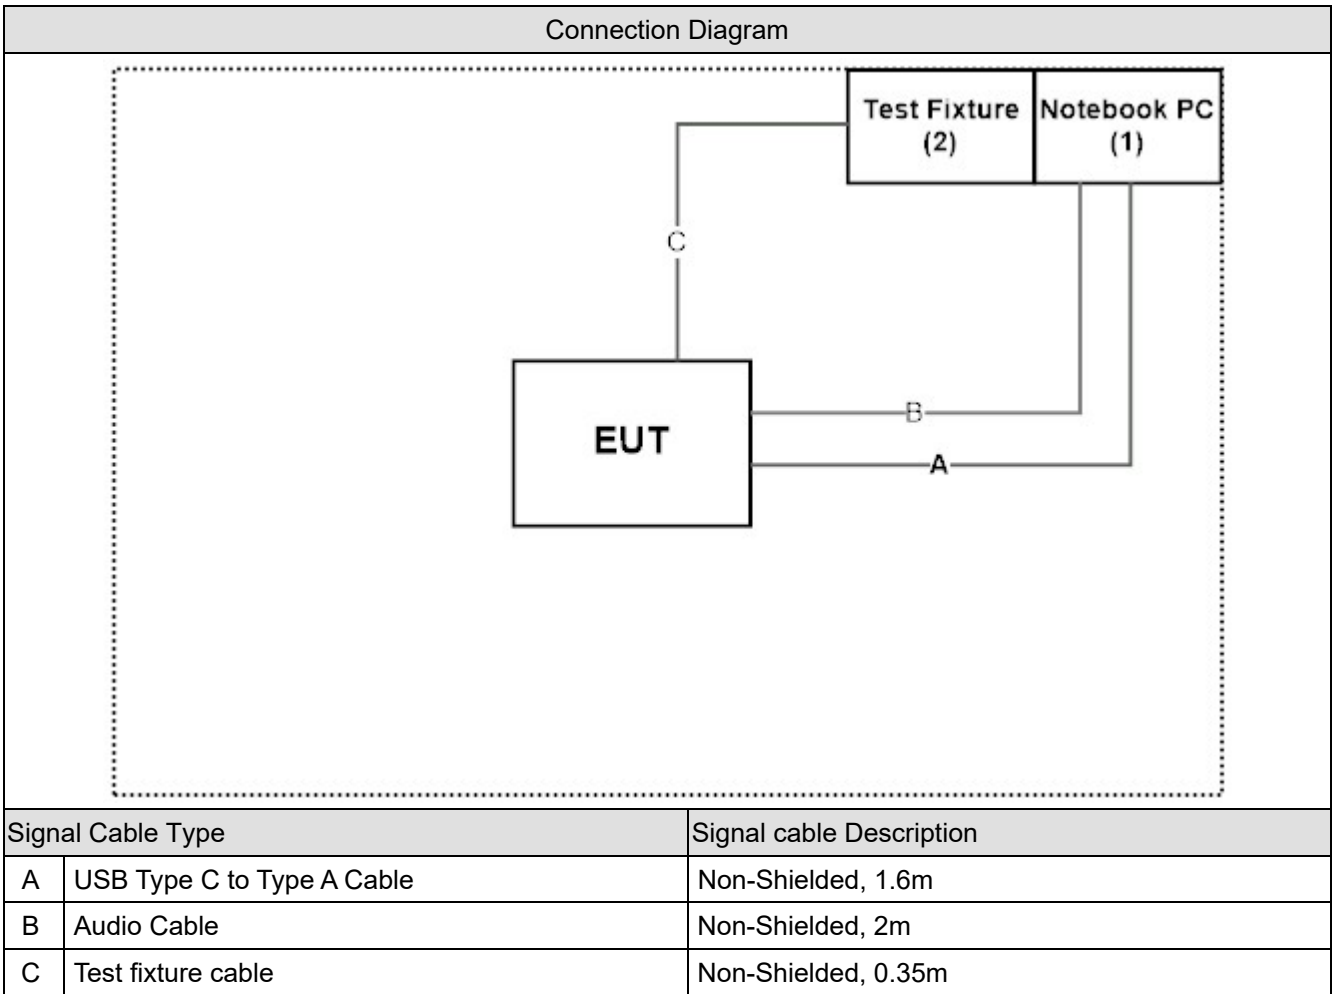 Connection Diagram
Test Fixture
(2)
Notebook PC
(1)
C
EUT
B
A
Signal Cable Type
Signal cable Description
A USB Type C to Type A Cable Non-Shielded, 1.6m
B Audio Cable Non-Shielded, 2m
C Test fixture cable Non-Shielded, 0.35m